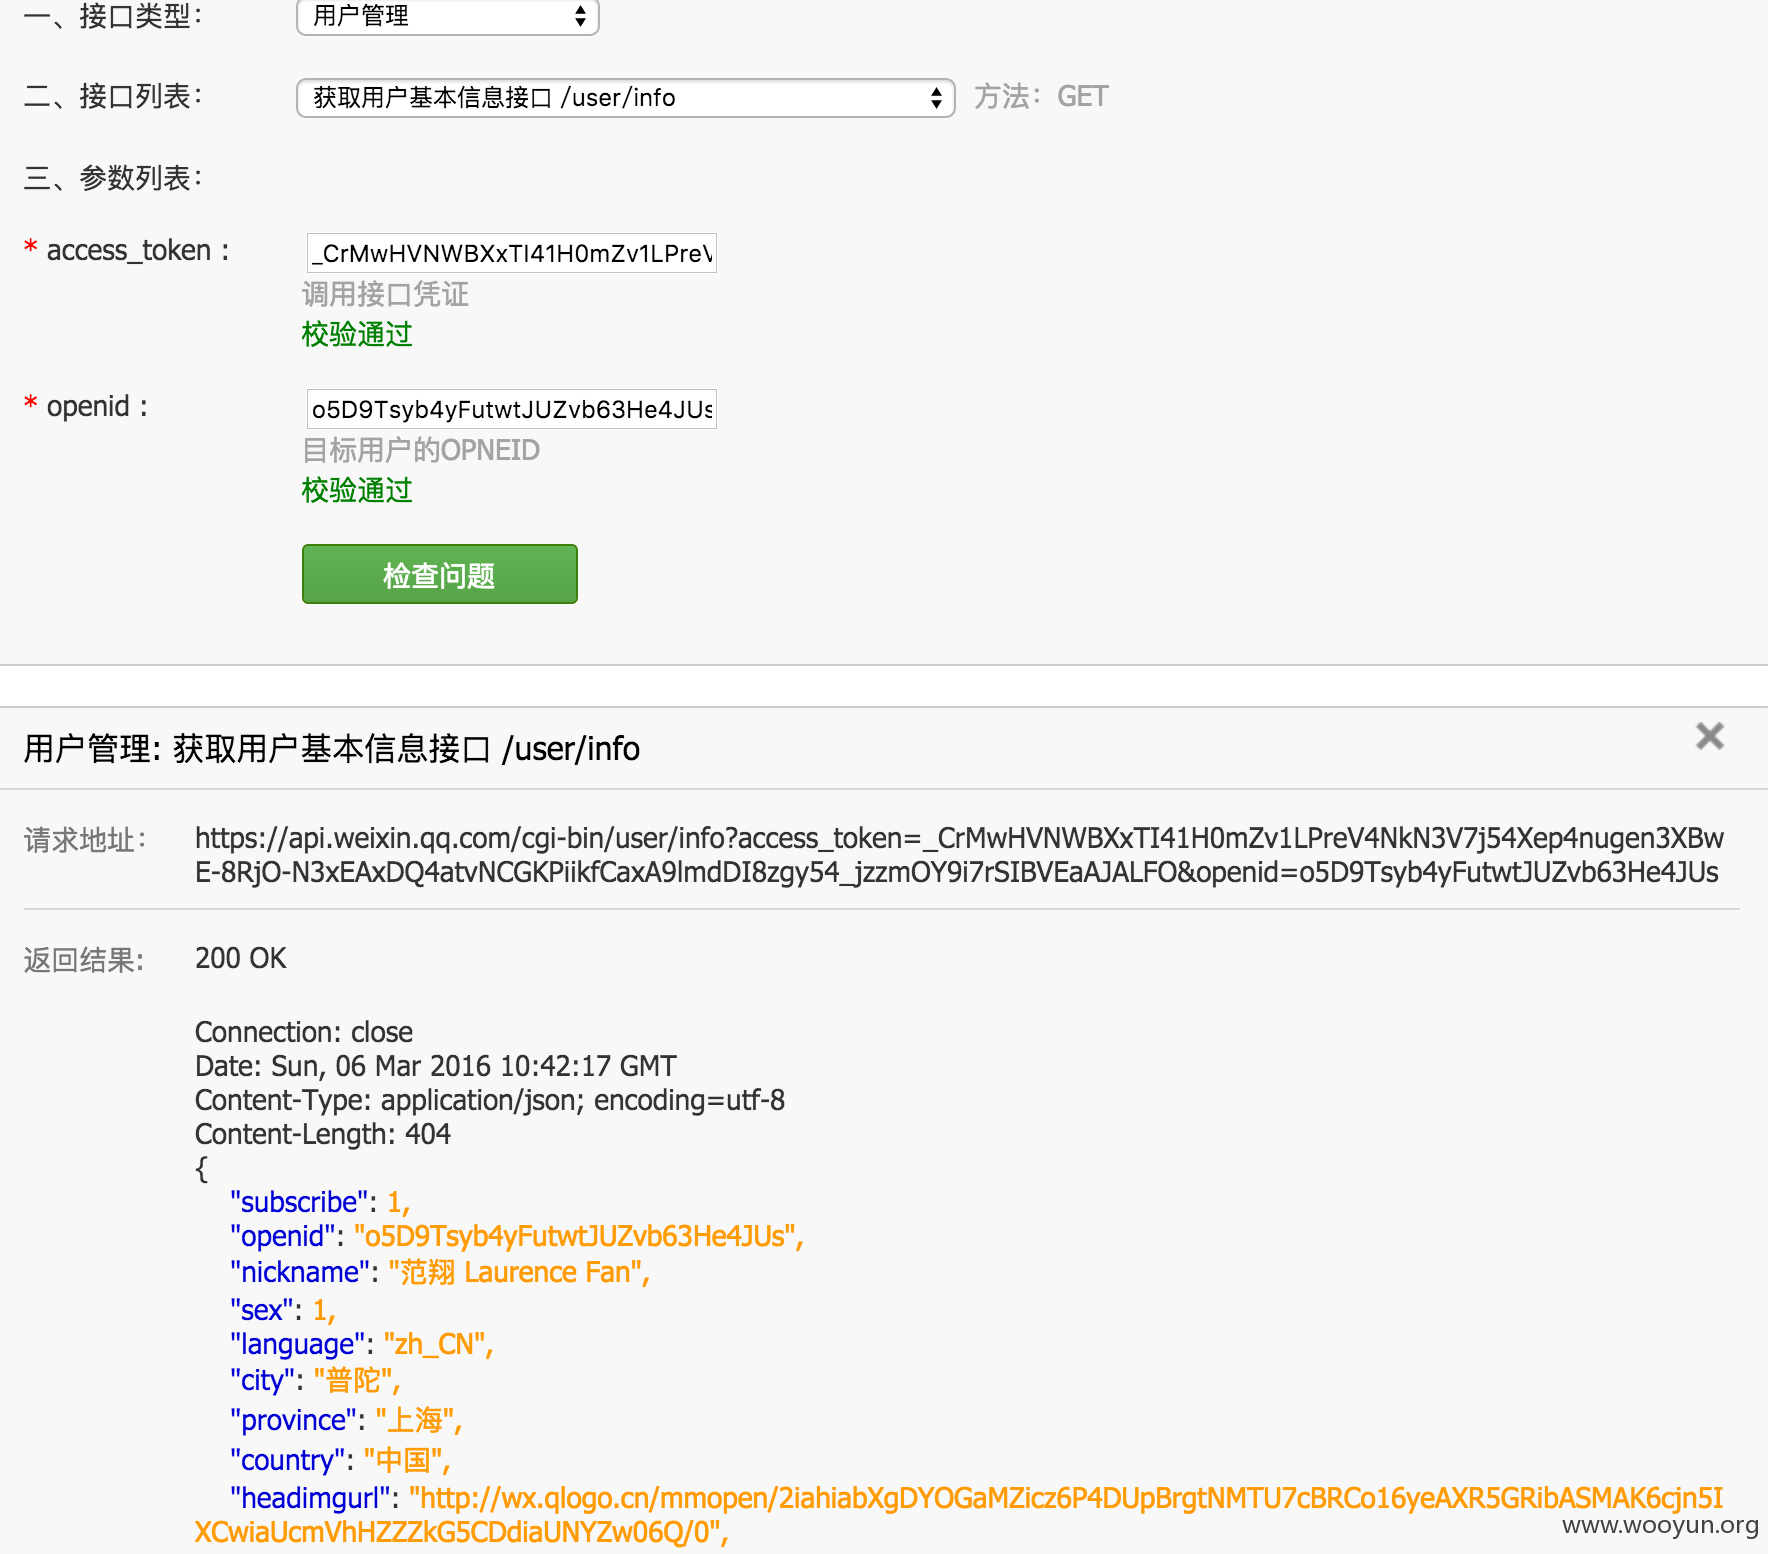 一、接口类型： 用户管理
二、接口列表： 获取用户基本信息接口 /user/info 方法：GET
三、参数列表：
* access_token : _CrMwHVNWBXxTI41H0mZv1LPreV
调用接口凭证
校验通过
* openid : o5D9Tsyb4yFutwtJUZvb63He4JUs
目标用户的OPNEID
校验通过
检查问题
用户管理: 获取用户基本信息接口 /user/info
请求地址： https://api.weixin.qq.com/cgi-bin/user/info?access_token=_CrMwHVNWBXxTI41H0mZv1LPreV4NkN3V7j54Xep4nugen3XBw
E-8RjO-N3xEAxDQ4atvNCGKPiikfCaxA9lmdDI8zgy54_jzzmOY9i7rSIBVEaAJALFO&openid=o5D9Tsyb4yFutwtJUZvb63He4JUs
返回结果: 200 OK
Connection: close
Date: Sun, 06 Mar 2016 10:42:17 GMT
Content-Type: application/json; encoding=utf-8
Content-Length: 404
{
"subscribe": 1,
"openid": "o5D9Tsyb4yFutwtJUZvb63He4JUs",
"nickname": "范翔 Laurence Fan",
"sex": 1,
"language": "zh_CN",
"city": "普陀",
"province": "上海",
"country": "中国",
"headimgurl": "http://wx.qlogo.cn/mmopen/2iahiabXgDYOGaMZicz6P4DUpBrgtNMTU7cBRCo16yeAXR5GRibASMAK6cjn5I
XCwiaUcmVhHZZZkG5CDdiaUNYZw06Q/0",
www.wooyun.org